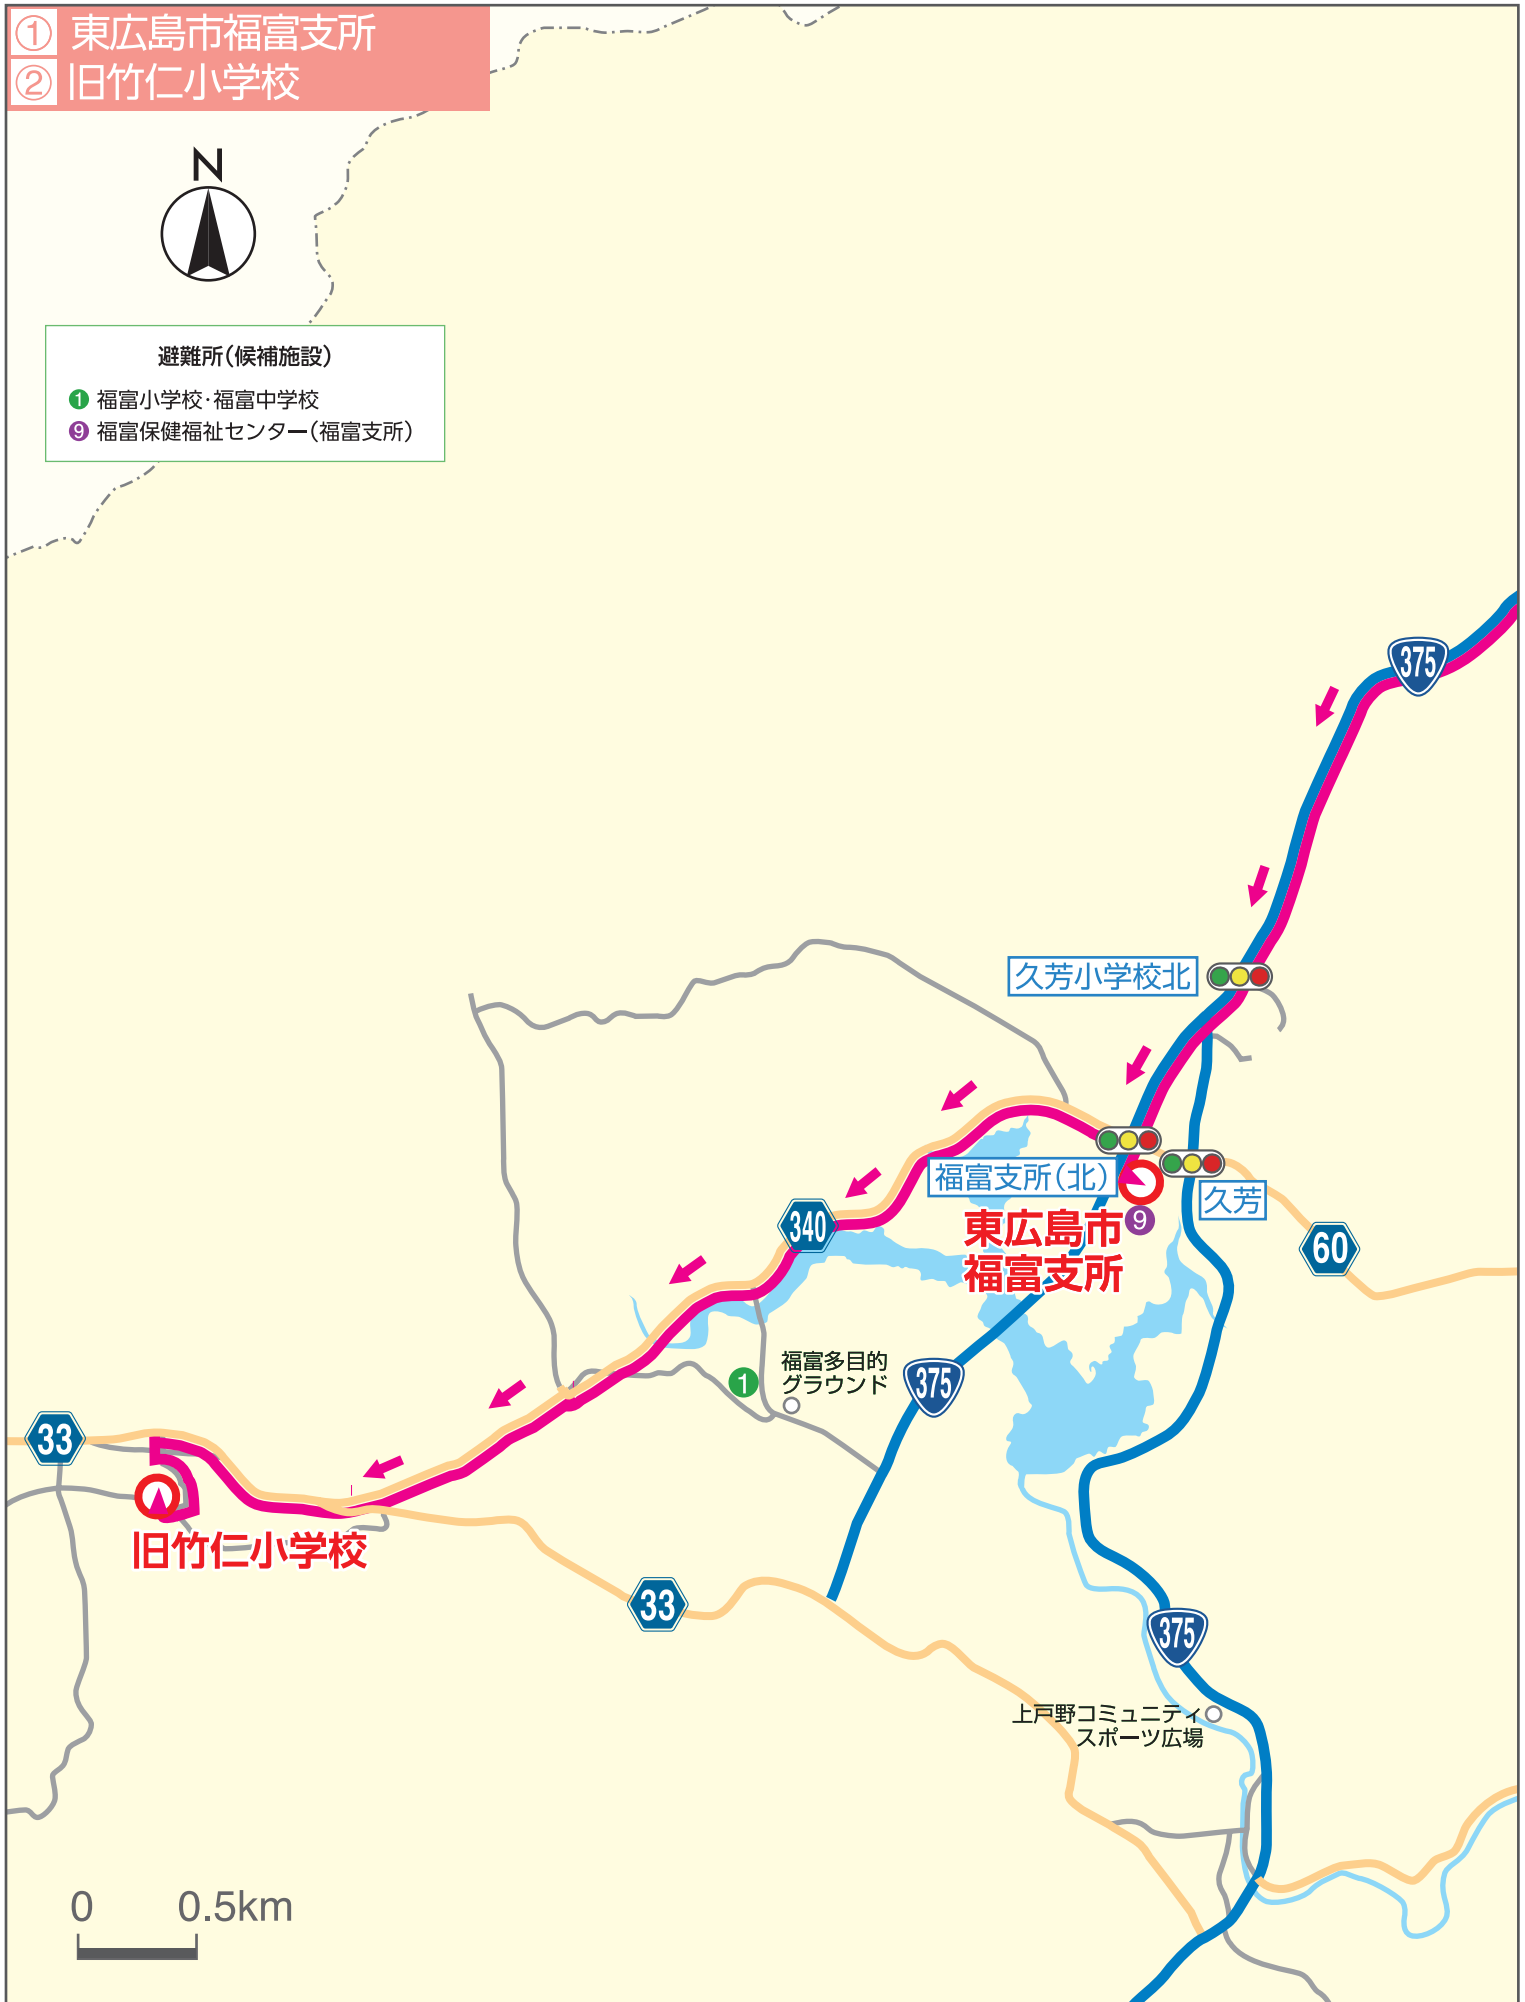 ① 東広島市福富支所
② 旧竹仁小学校
N
避難所(候補施設)
1 福富小学校・福富中学校
9 福富保健福祉センター(福富支所)
375
久芳小学校北
福富支所(北)
久芳
340
東広島市
福富支所
9
60
福富多目的
グラウンド
1
375
33
旧竹仁小学校
33
375
上戸野コミュニティ
スポーツ広場
0 0.5km